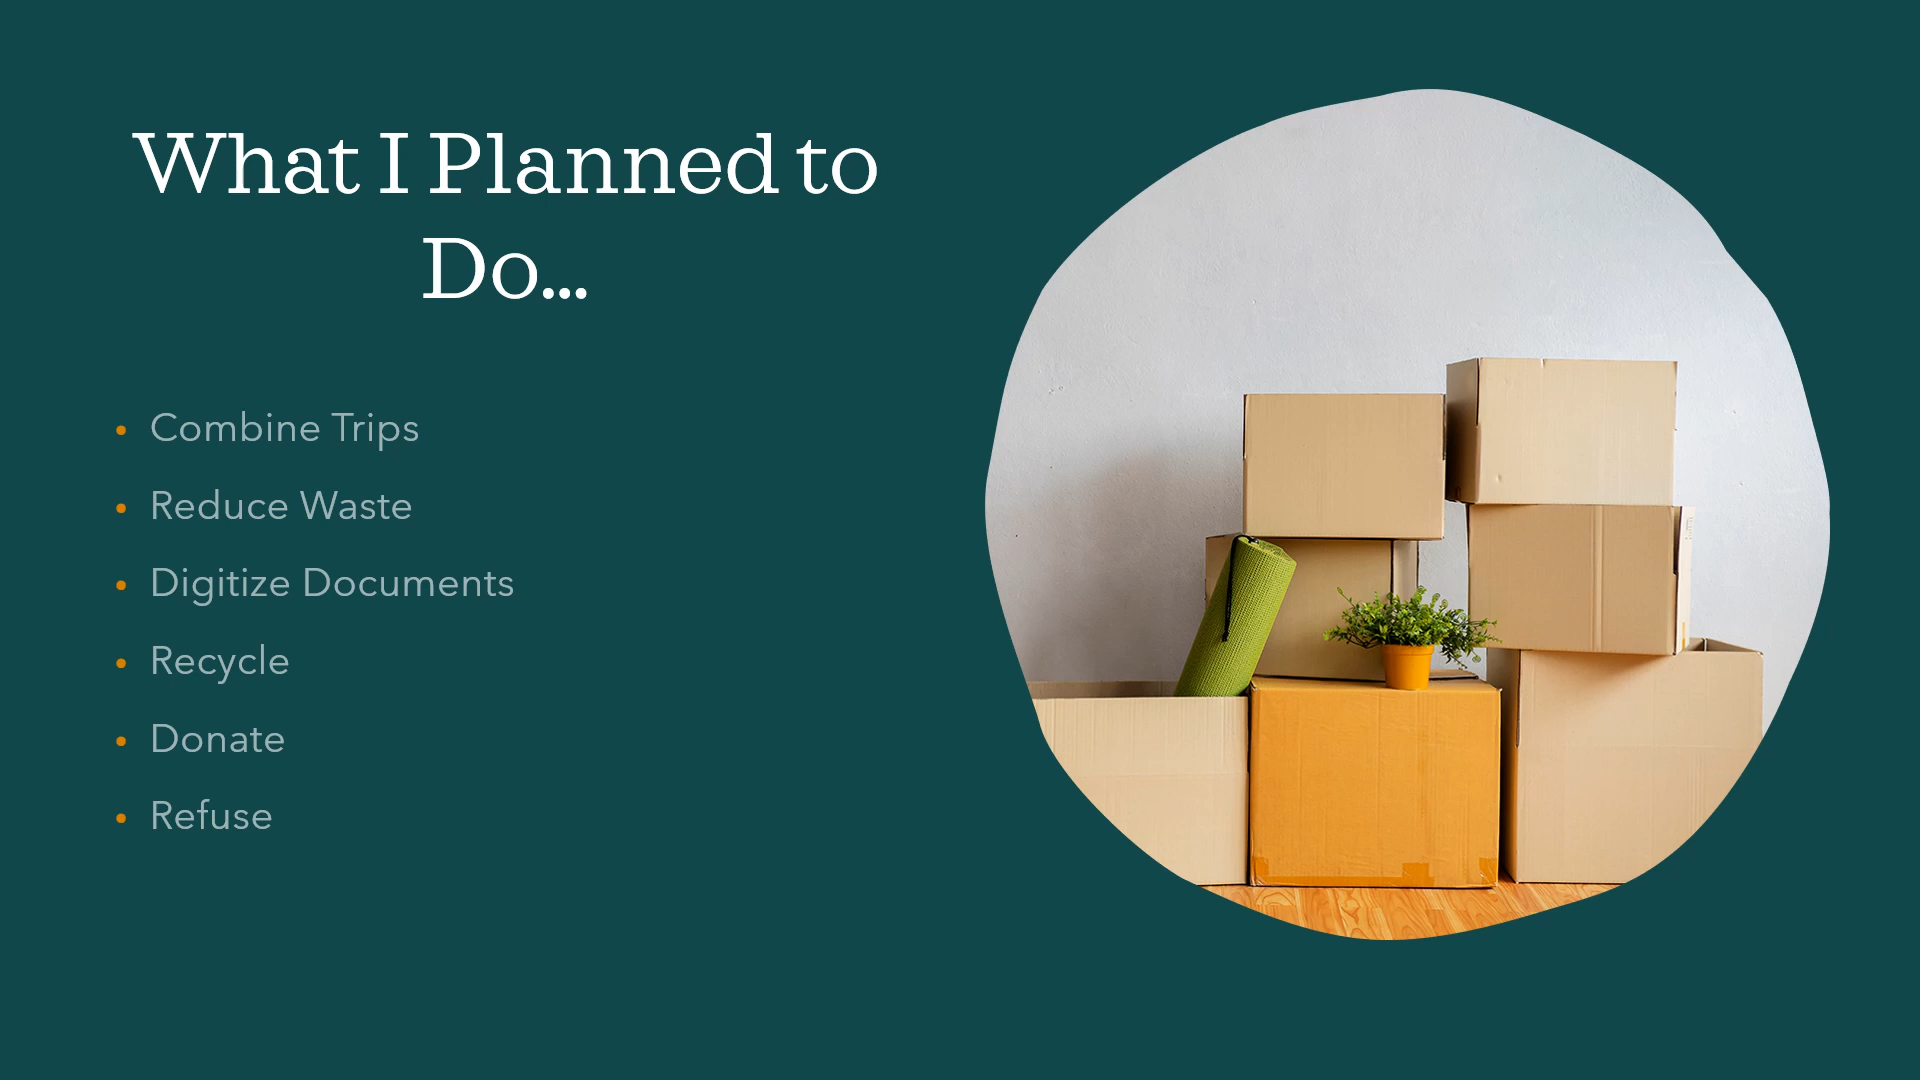 What I Planned to
Do...
• Combine Trips
• Reduce Waste
• Digitize Documents
• Recycle
• Donate
• Refuse